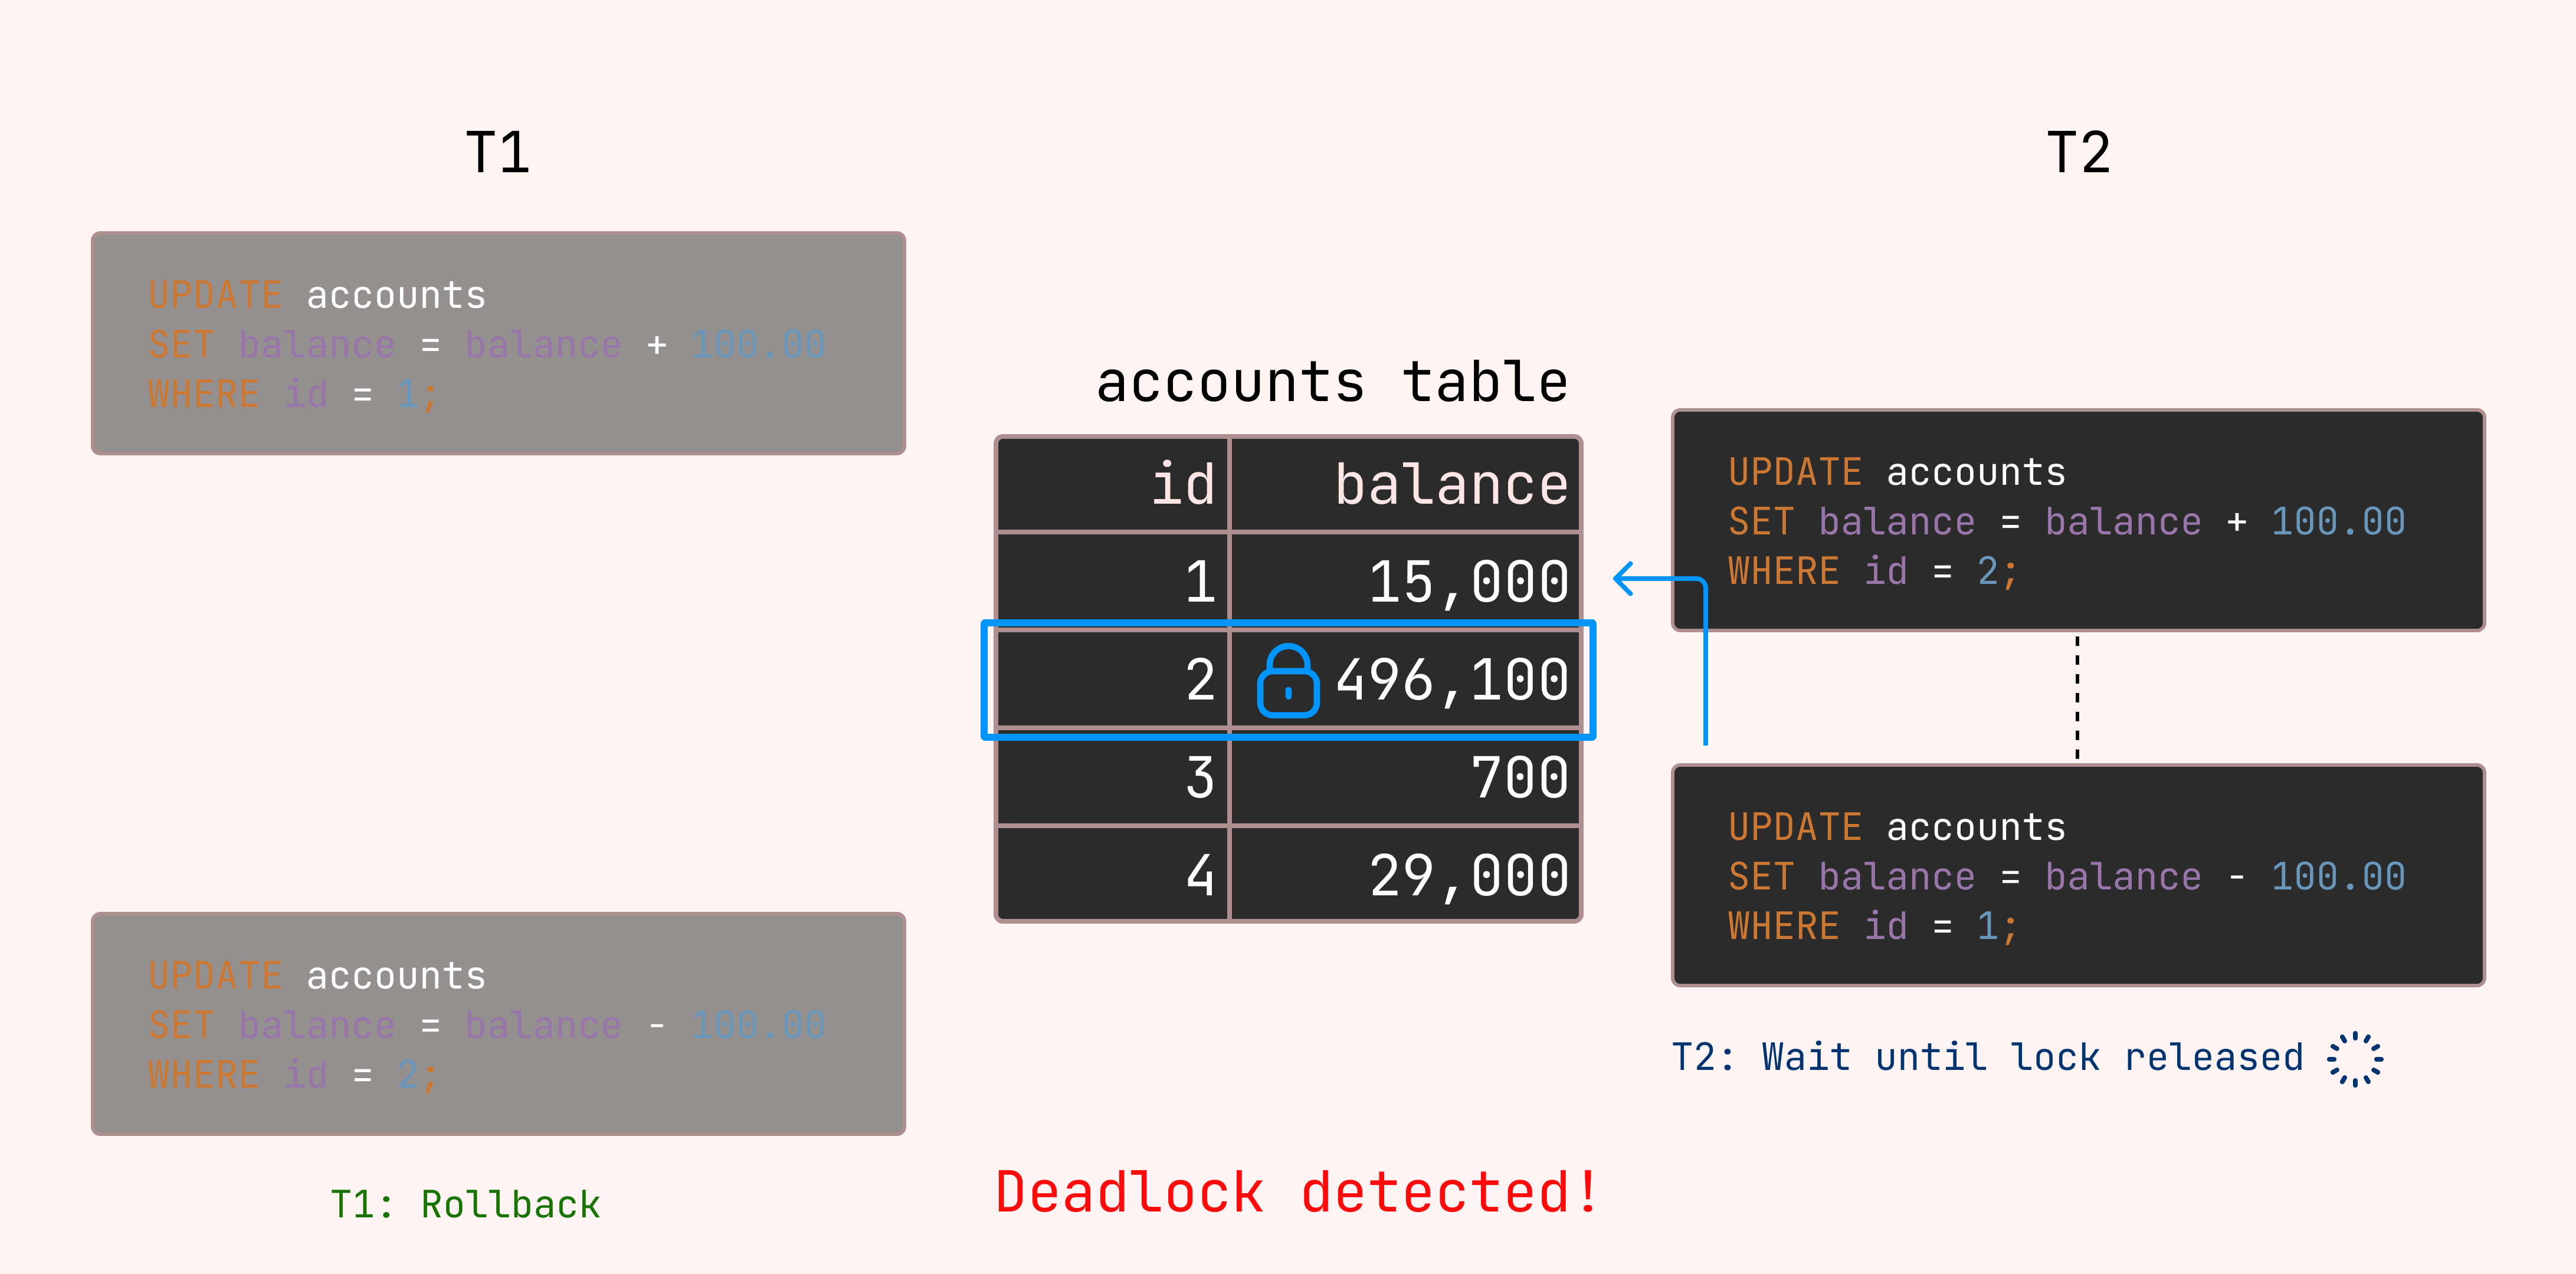 T1
UPDATE accounts
SET balance = balance + 100.00
WHERE id = 1;
UPDATE accounts
SET balance = balance - 100.00
WHERE id = 2;
T1: Rollback
accounts table
id balance
1 15,000
2 496,100
3 700
4 29,000
Deadlock detected!
T2
UPDATE accounts
SET balance = balance + 100.00
WHERE id = 2;
UPDATE accounts
SET balance = balance - 100.00
WHERE id = 1;
T2: Wait until lock released